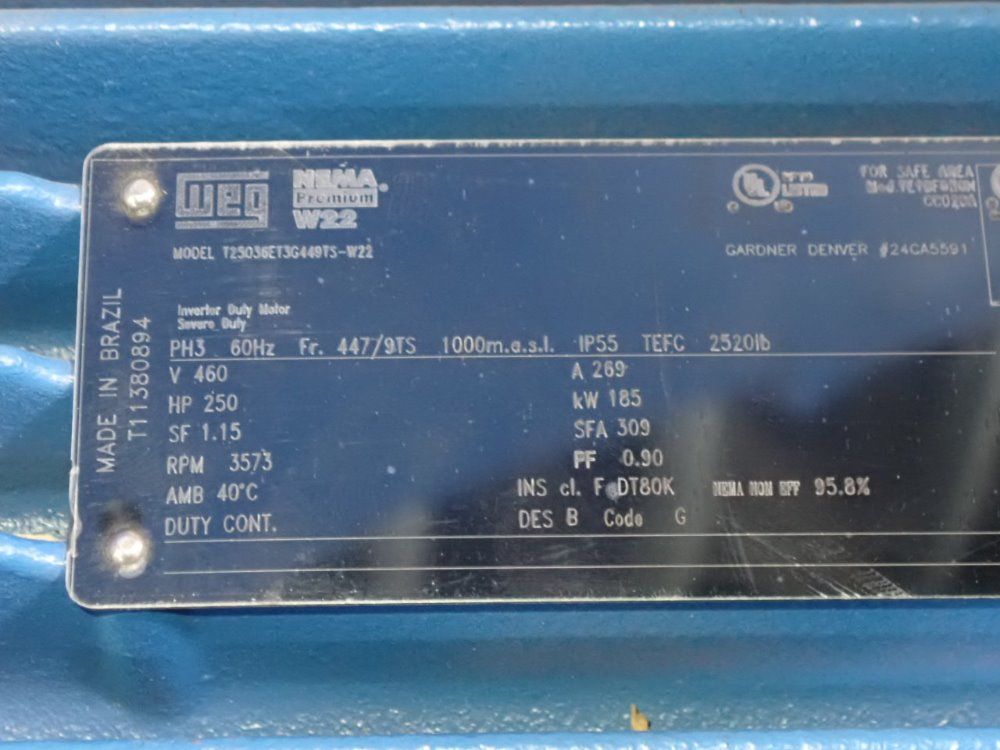 WEG
NEMA
Premium
W22
UL LISTED
FOR SAFE AREA
MODEL T25036ET3G449TS-W22
GARDNER DENVER #24CA5591
MADE IN BRAZIL
T11380894
Inverter Duty Motor
Severe Duty
PH3 60Hz Fr. 447/9TS 1000m.a.s.l. IP55 TEFC 2520lb
V 460 A 269
HP 250 kW 185
SF 1.15 SFA 309
RPM 3573 PF 0.90
AMB 40°C INS cl. F DT80K NEMA NOM EFF 95.8%
DUTY CONT. DES B Code G